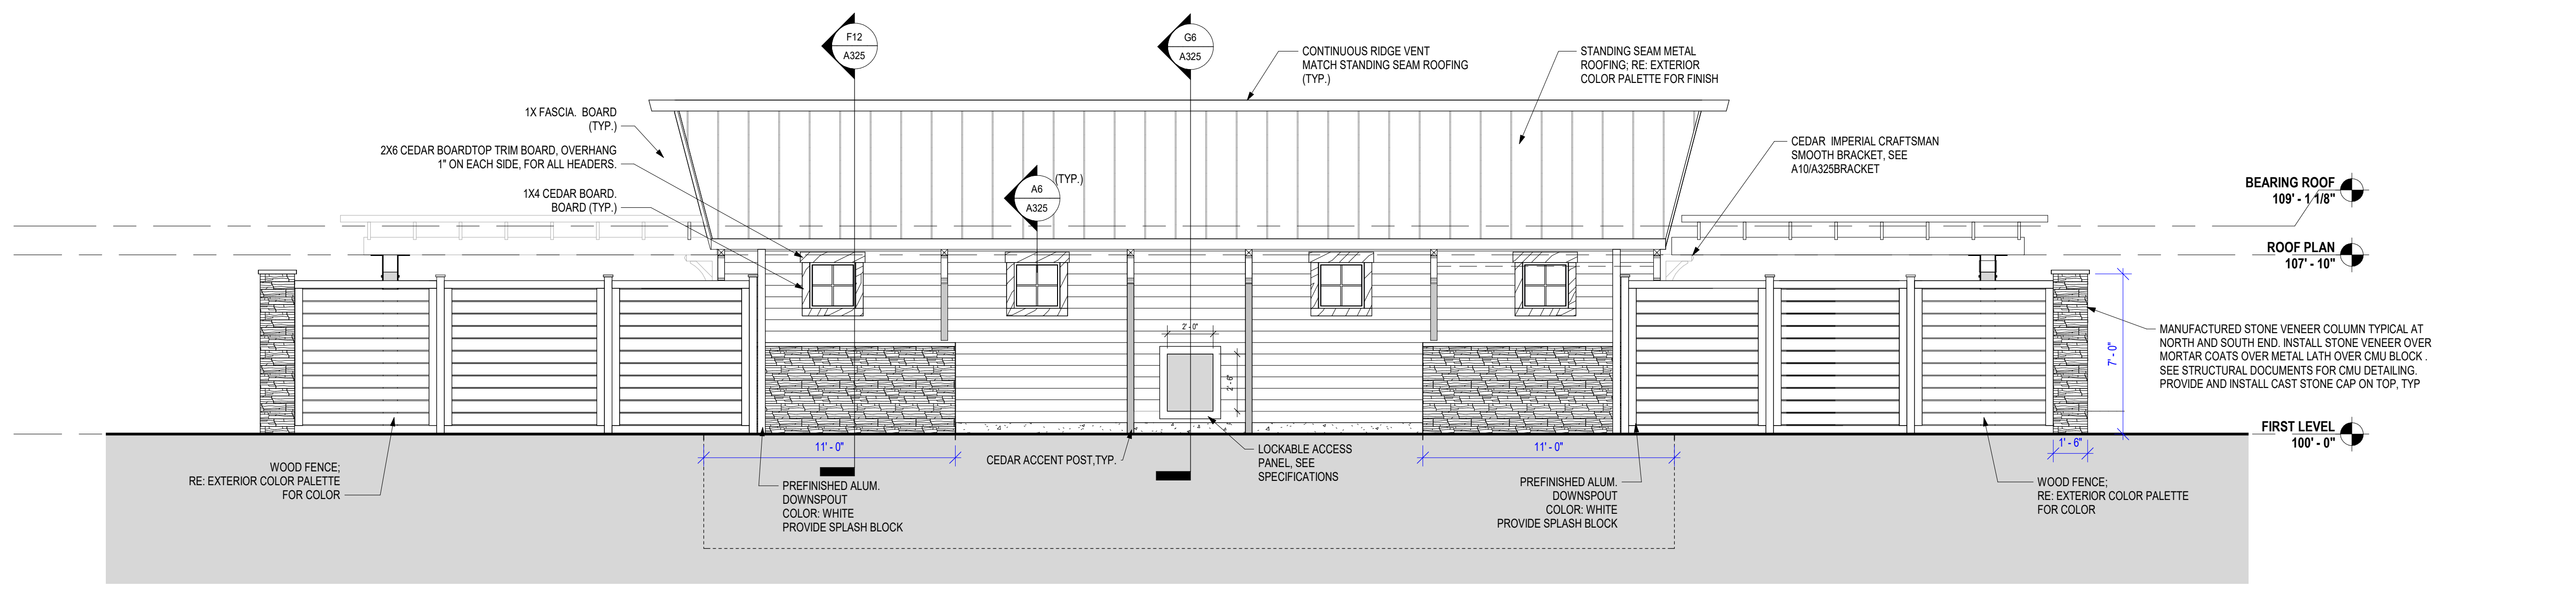 F12
A325
G6
A325
CONTINUOUS RIDGE VENT
MATCH STANDING SEAM ROOFING
(TYP.)
STANDING SEAM METAL
ROOFING; RE: EXTERIOR
COLOR PALETTE FOR FINISH
1X FASCIA.  BOARD
(TYP.)
2X6 CEDAR BOARDTOP TRIM BOARD, OVERHANG
1" ON EACH SIDE, FOR ALL HEADERS.
1X4 CEDAR BOARD.
BOARD (TYP.)
A6
A325
(TYP.)
CEDAR  IMPERIAL CRAFTSMAN
SMOOTH BRACKET, SEE
A10/A325BRACKET
BEARING ROOF
109' - 1 1/8"
ROOF PLAN
107' - 10"
2' - 0"
2' - 6"
7' - 0"
MANUFACTURED STONE VENEER COLUMN TYPICAL AT
NORTH AND SOUTH END. INSTALL STONE VENEER OVER
MORTAR COATS OVER METAL LATH OVER CMU BLOCK .
SEE STRUCTURAL DOCUMENTS FOR CMU DETAILING.
PROVIDE AND INSTALL CAST STONE CAP ON TOP, TYP
FIRST LEVEL
100' - 0"
11' - 0"
11' - 0"
1' - 6"
CEDAR ACCENT POST,TYP.
LOCKABLE ACCESS
PANEL, SEE
SPECIFICATIONS
WOOD FENCE;
RE: EXTERIOR COLOR PALETTE
FOR COLOR
PREFINISHED ALUM.
DOWNSPOUT
COLOR: WHITE
PROVIDE SPLASH BLOCK
PREFINISHED ALUM.
DOWNSPOUT
COLOR: WHITE
PROVIDE SPLASH BLOCK
WOOD FENCE;
RE: EXTERIOR COLOR PALETTE
FOR COLOR